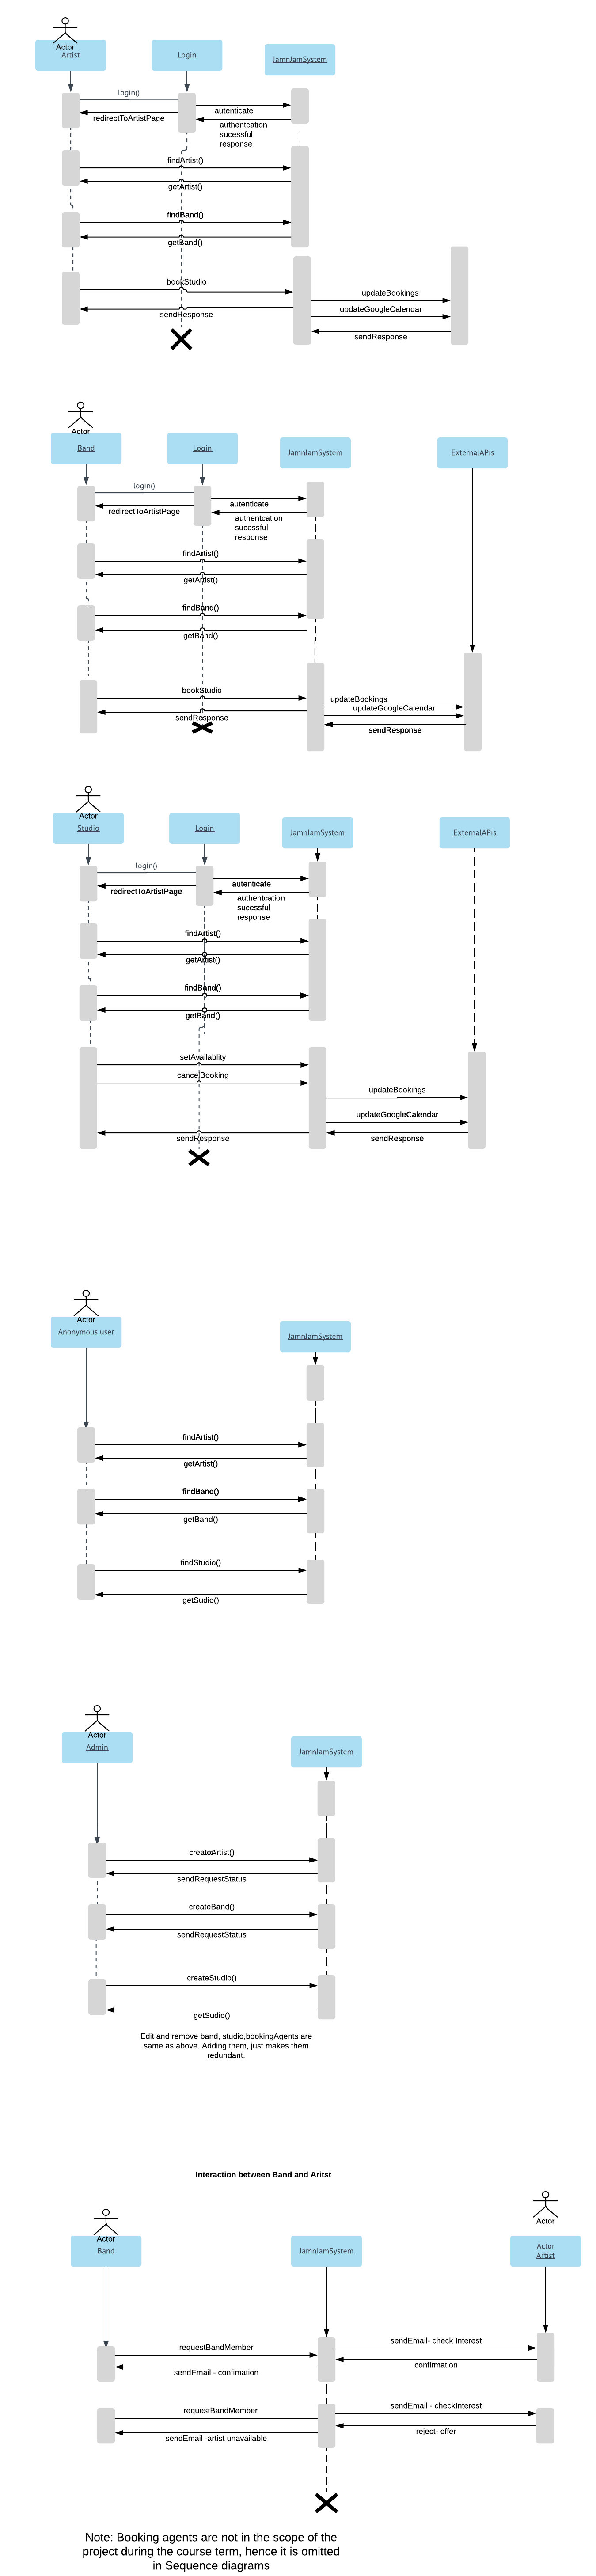 Actor
Artist
Login
JamnJamSystem
login()
autenticate
redirectToArtistPage
authentcation
sucessful
response
findArtist()
getArtist()
findBand()
getBand()
bookStudio
updateBookings
updateGoogleCalendar
sendResponse
sendResponse
Actor
Band
Login
JamnJamSystem
ExternalAPis
login()
autenticate
redirectToArtistPage
authentcation
sucessful
response
findArtist()
getArtist()
findBand()
getBand()
bookStudio
updateBookings
updateGoogleCalendar
sendResponse
sendResponse
Actor
Studio
Login
JamnJamSystem
ExternalAPis
login()
autenticate
redirectToArtistPage
authentcation
sucessful
response
findArtist()
getArtist()
findBand()
getBand()
setAvailablity
cancelBooking
updateBookings
updateGoogleCalendar
sendResponse
sendResponse
Actor
Anonymous user
JamnJamSystem
findArtist()
getArtist()
findBand()
getBand()
findStudio()
getSudio()
Actor
Admin
JamnJamSystem
createArtist()
sendRequestStatus
createBand()
sendRequestStatus
createStudio()
getSudio()
Edit and remove band, studio,bookingAgents are
same as above. Adding them, just makes them
redundant.
Interaction between Band and Aritst
Actor
Actor
Band
JamnJamSystem
Actor
Artist
requestBandMember
sendEmail- check Interest
sendEmail - confimation
confirmation
requestBandMember
sendEmail - checkInterest
sendEmail -artist unavailable
reject- offer
Note: Booking agents are not in the scope of the
project during the course term, hence it is omitted
in Sequence diagrams